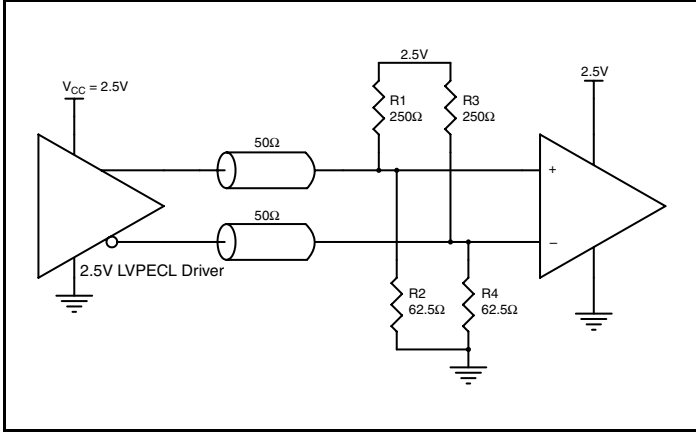 2.5V
V_CC = 2.5V
2.5V
R1
250Ω
R3
250Ω
50Ω
+
50Ω
–
2.5V LVPECL Driver
R2
62.5Ω
R4
62.5Ω